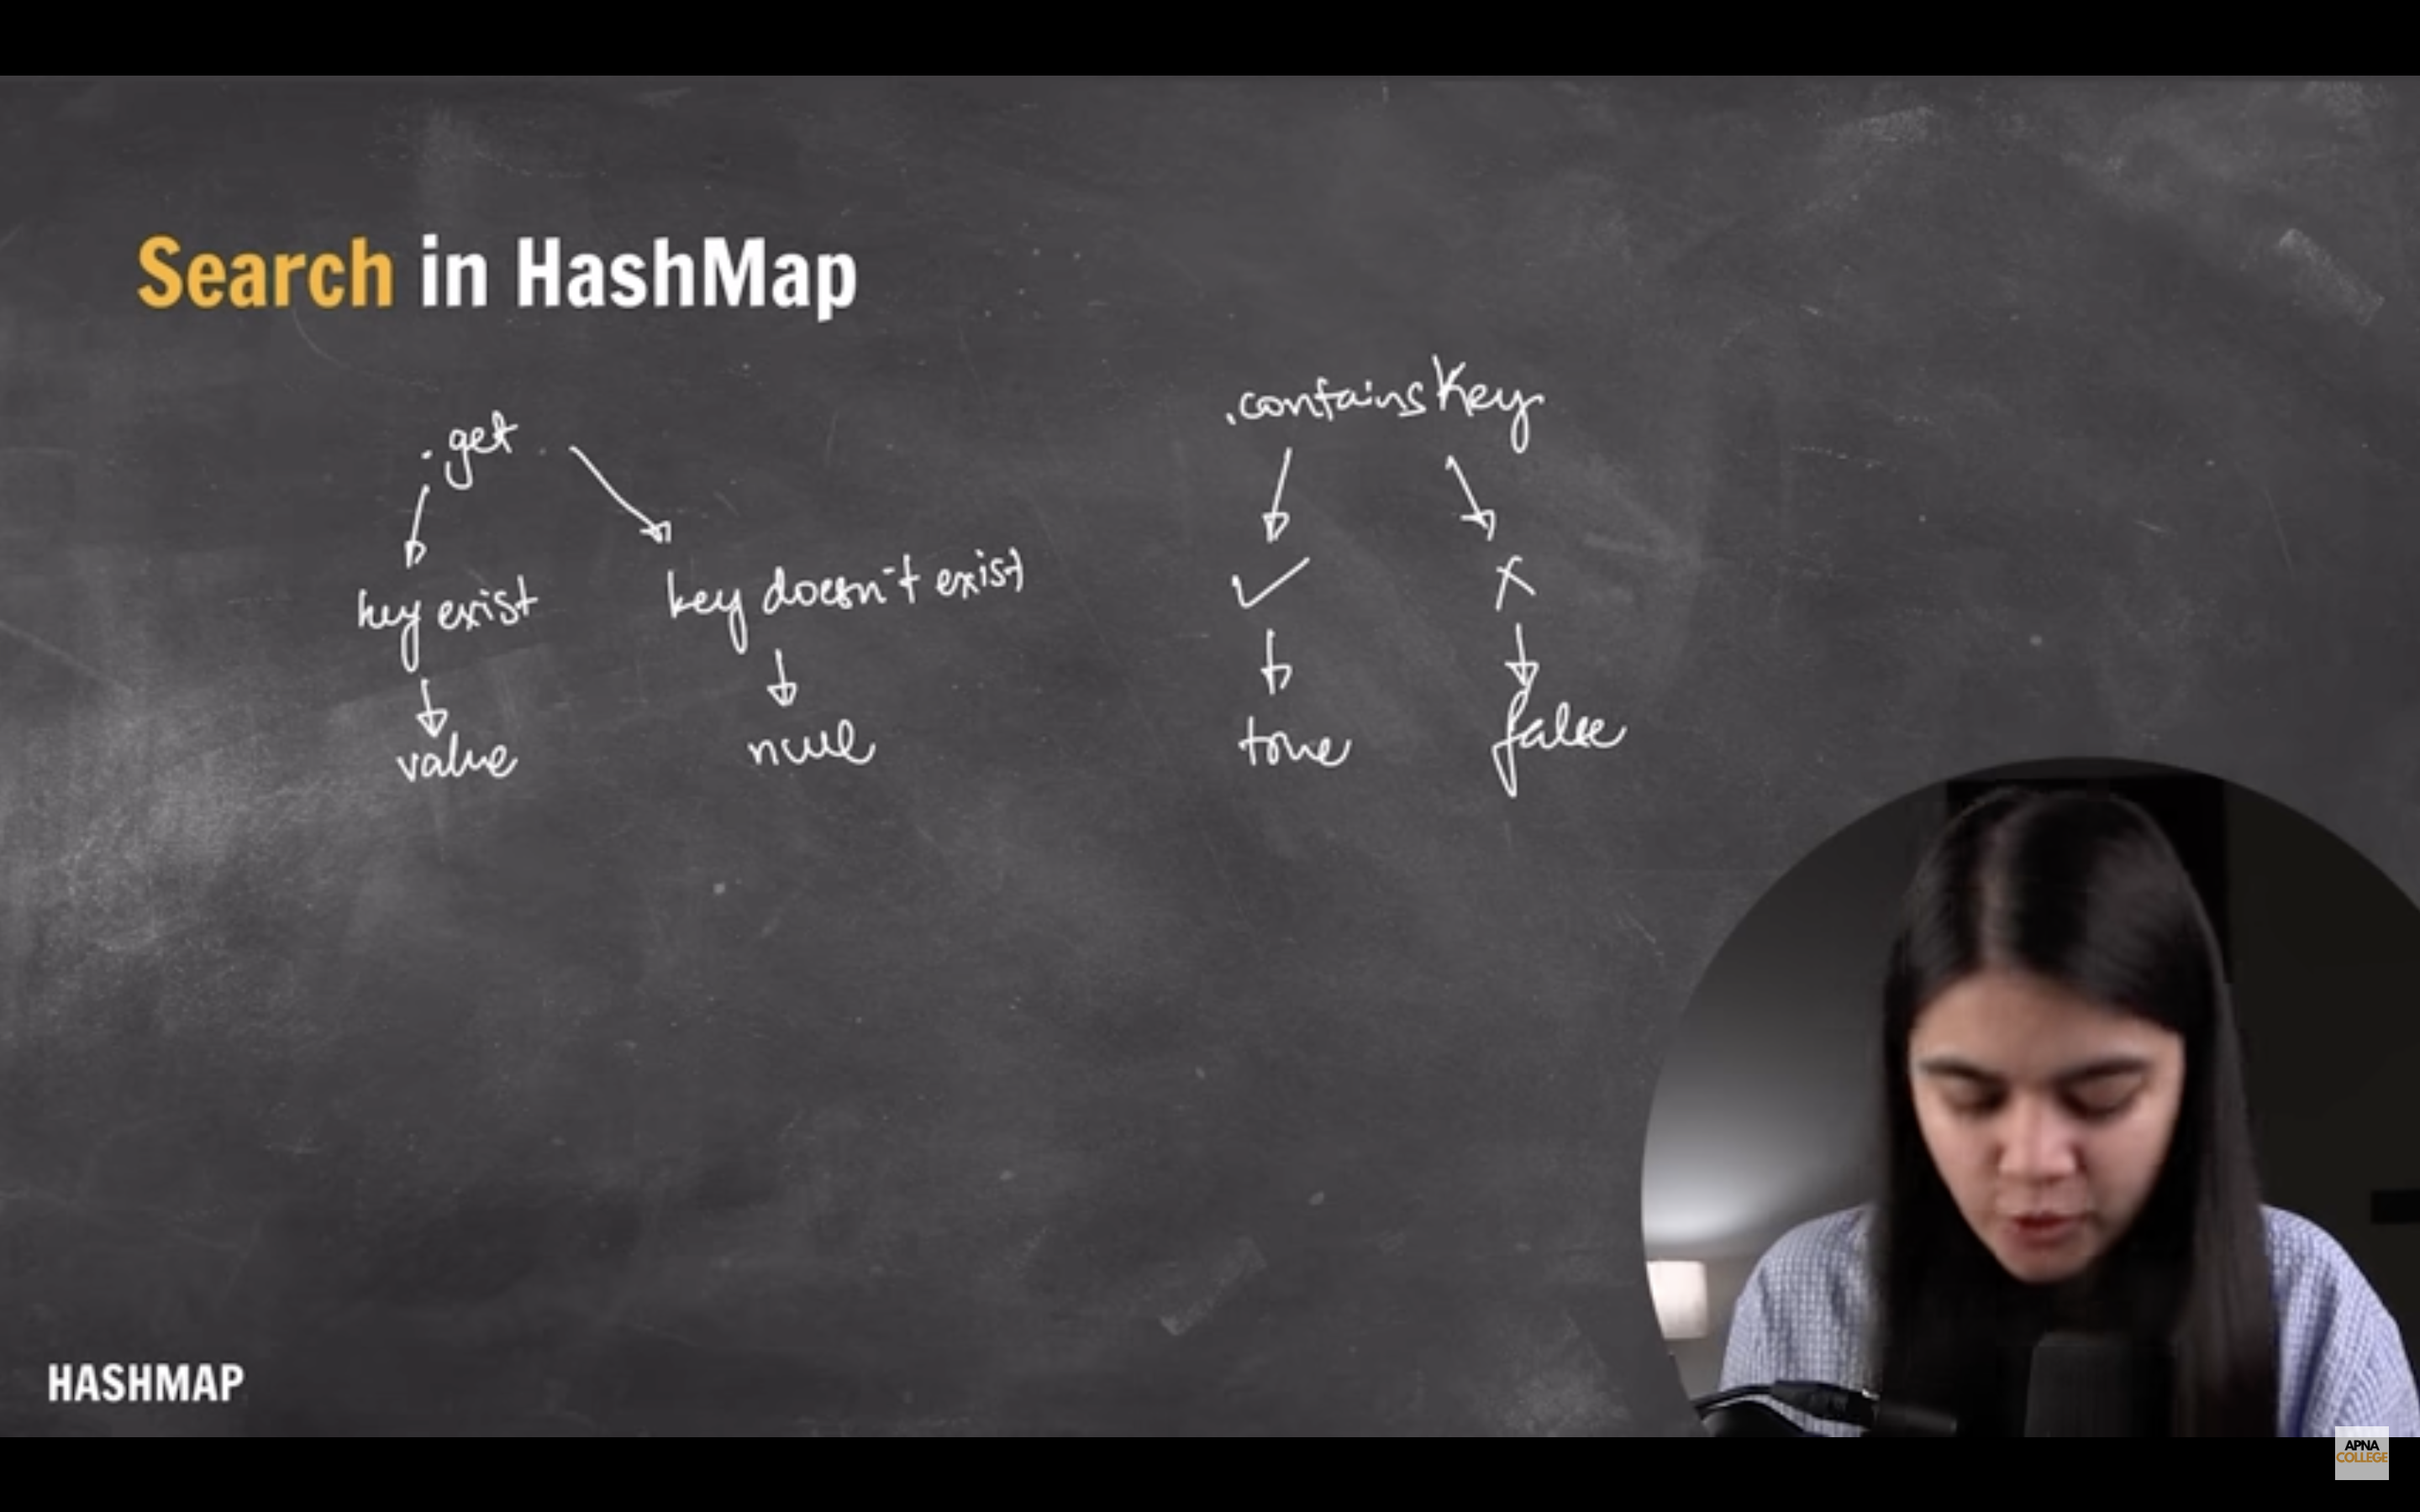 Search in HashMap
.get
key exist
value
key doesn't exist
null
.containsKey
true
false
HASHMAP
APNA
COLLEGE